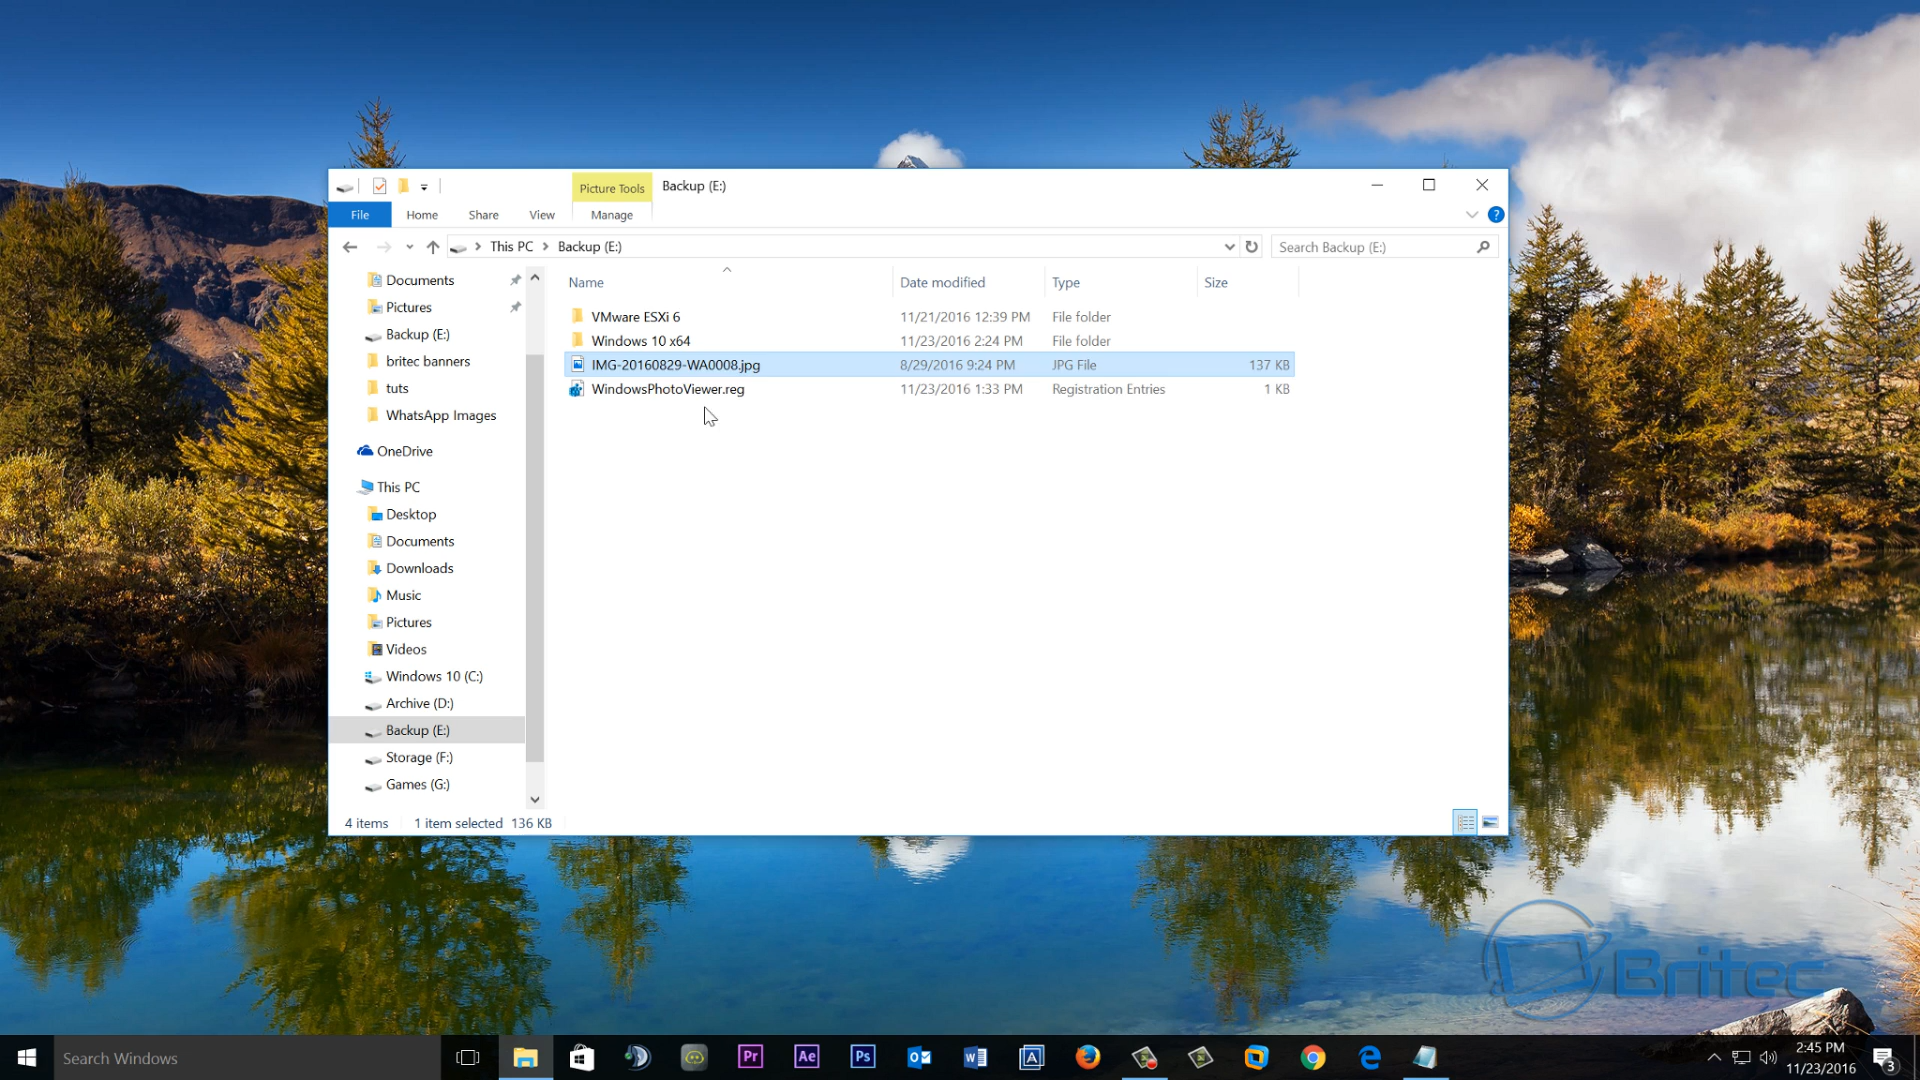 Picture Tools
Backup (E:)
File
Home
Share
View
Manage
This PC
Backup (E:)
Search Backup (E:)
Name
Date modified
Type
Size
VMware ESXi 6
11/21/2016 12:39 PM
File folder
Windows 10 x64
11/23/2016 2:24 PM
File folder
IMG-20160829-WA0008.jpg
8/29/2016 9:24 PM
JPG File
137 KB
WindowsPhotoViewer.reg
11/23/2016 1:33 PM
Registration Entries
1 KB
Documents
Pictures
Backup (E:)
britec banners
tuts
WhatsApp Images
OneDrive
This PC
Desktop
Documents
Downloads
Music
Pictures
Videos
Windows 10 (C:)
Archive (D:)
Backup (E:)
Storage (F:)
Games (G:)
4 items
1 item selected 136 KB
Britec
Search Windows
Pr
Ae
Ps
2:45 PM
11/23/2016
3